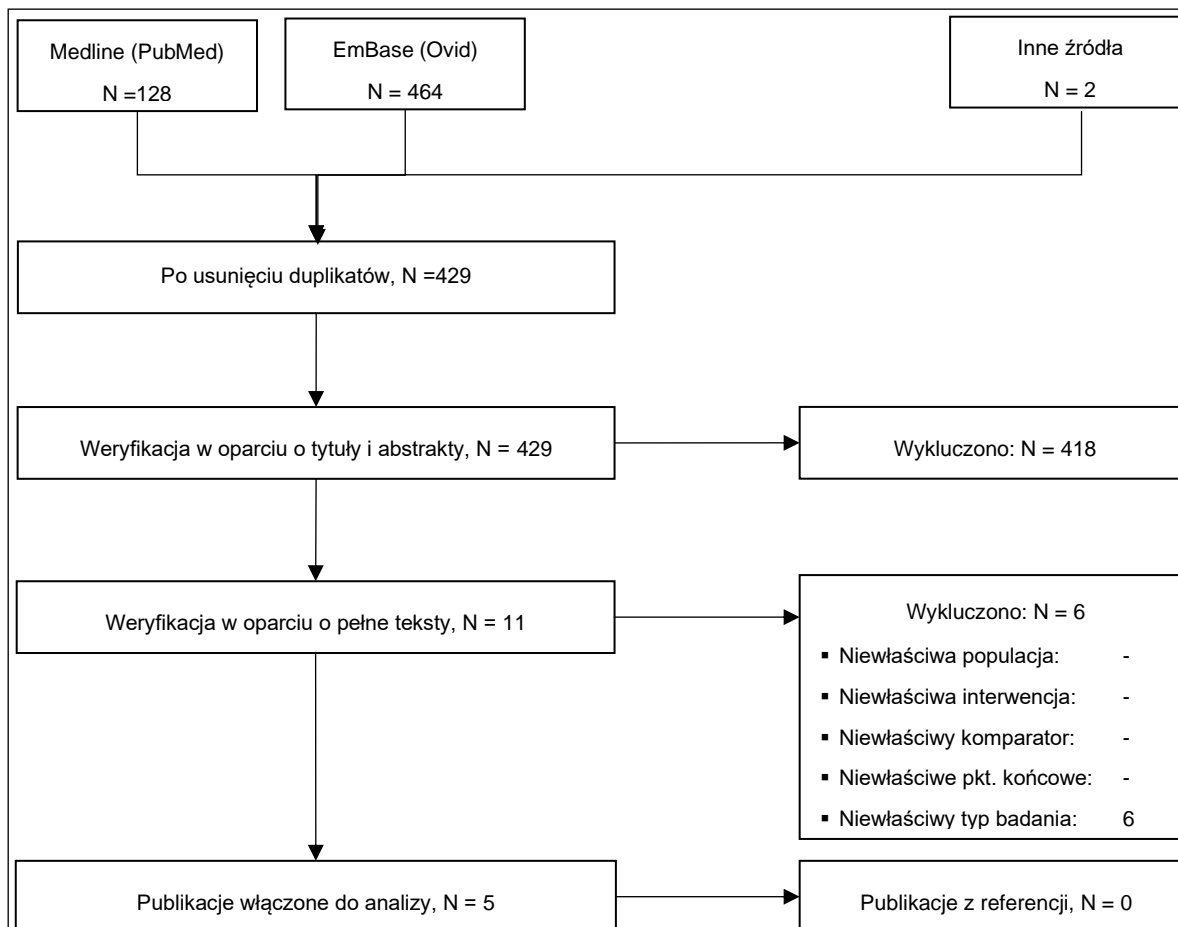 Medline (PubMed)
N =128
EmBase (Ovid)
N = 464
Inne źródła
N = 2
Po usunięciu duplikatów, N =429
Weryfikacja w oparciu o tytuły i abstrakty, N = 429
Wykluczono: N = 418
Weryfikacja w oparciu o pełne teksty, N = 11
Wykluczono: N = 6
▪ Niewłaściwa populacja: -
▪ Niewłaściwa interwencja: -
▪ Niewłaściwy komparator: -
▪ Niewłaściwe pkt. końcowe: -
▪ Niewłaściwy typ badania: 6
Publikacje włączone do analizy, N = 5
Publikacje z referencji, N = 0